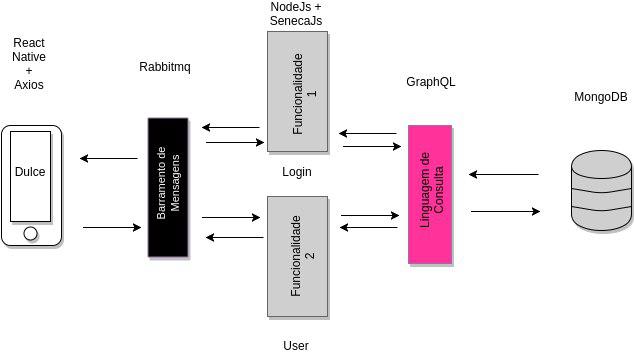 NodeJs +
SenecaJs
React
Native
+
Axios
Rabbitmq
GraphQL
MongoDB
Dulce
Barramento de
Mensagens
Funcionalidade
1
Login
Funcionalidade
2
User
Linguagem de
Consulta